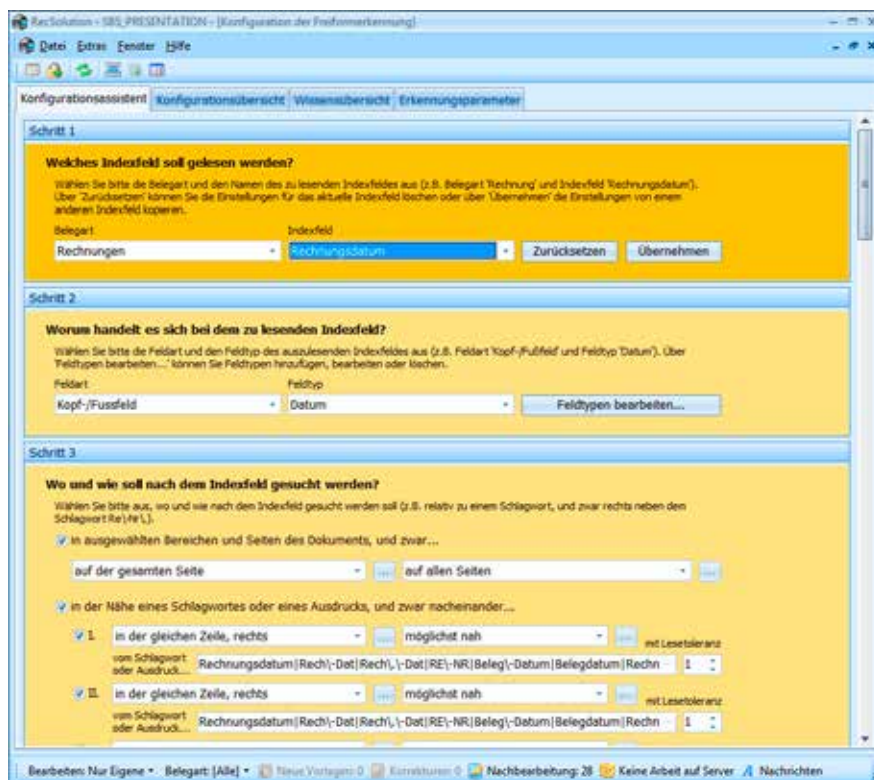 RecSolution - SBS_PRESENTATION - [Konfiguration der Freiformerkennung]
Datei Extras Fenster Hilfe
Konfigurationsassistent Konfigurationsübersicht Wissensübersicht Erkennungsparameter
Schritt 1
Welches Indexfeld soll gelesen werden?
Wählen Sie bitte die Belegart und den Namen des zu lesenden Indexfeldes aus (z.B. Belegart 'Rechnung' und Indexfeld 'Rechnungsdatum').
Über 'Zurücksetzen' können Sie die Einstellungen für das aktuelle Indexfeld löschen oder über 'Übernehmen' die Einstellungen von einem
anderen Indexfeld kopieren.
Belegart Indexfeld
Rechnungen Rechnungsdatum Zurücksetzen Übernehmen
Schritt 2
Worum handelt es sich bei dem zu lesenden Indexfeld?
Wählen Sie bitte die Feldart und den Feldtyp des auszulesenden Indexfeldes aus (z.B. Feldart 'Kopf-/Fußfeld' und Feldtyp 'Datum'). Über
'Feldtypen bearbeiten...' können Sie Feldtypen hinzufügen, bearbeiten oder löschen.
Feldart Feldtyp
Kopf-/Fussfeld Datum Feldtypen bearbeiten...
Schritt 3
Wo und wie soll nach dem Indexfeld gesucht werden?
Wählen Sie bitte aus, wo und wie nach dem Indexfeld gesucht werden soll (z.B. relativ zu einem Schlagwort, und zwar rechts neben dem
Schlagwort Re\-Nr\.).
in ausgewählten Bereichen und Seiten des Dokuments, und zwar...
auf der gesamten Seite ... auf allen Seiten ...
in der Nähe eines Schlagwortes oder eines Ausdrucks, und zwar nacheinander...
I. in der gleichen Zeile, rechts ... möglichst nah ... mit Lesetoleranz
vom Schlagwort
oder Ausdruck... Rechnungsdatum|Rech\-Dat|Rech\.\-Dat|RE\-NR|Beleg\-Datum|Belegdatum|Rechn 1
II. in der gleichen Zeile, rechts ... möglichst nah ... mit Lesetoleranz
vom Schlagwort
oder Ausdruck... Rechnungsdatum|Rech\-Dat|Rech\.\-Dat|RE\-NR|Beleg\-Datum|Belegdatum|Rechn 1
Bearbeiten: Nur Eigene Belegart: [Alle] Neue Vorlagen: 0 Korrekturen: 0 Nachbearbeitung: 28 Keine Arbeit auf Server Nachrichten